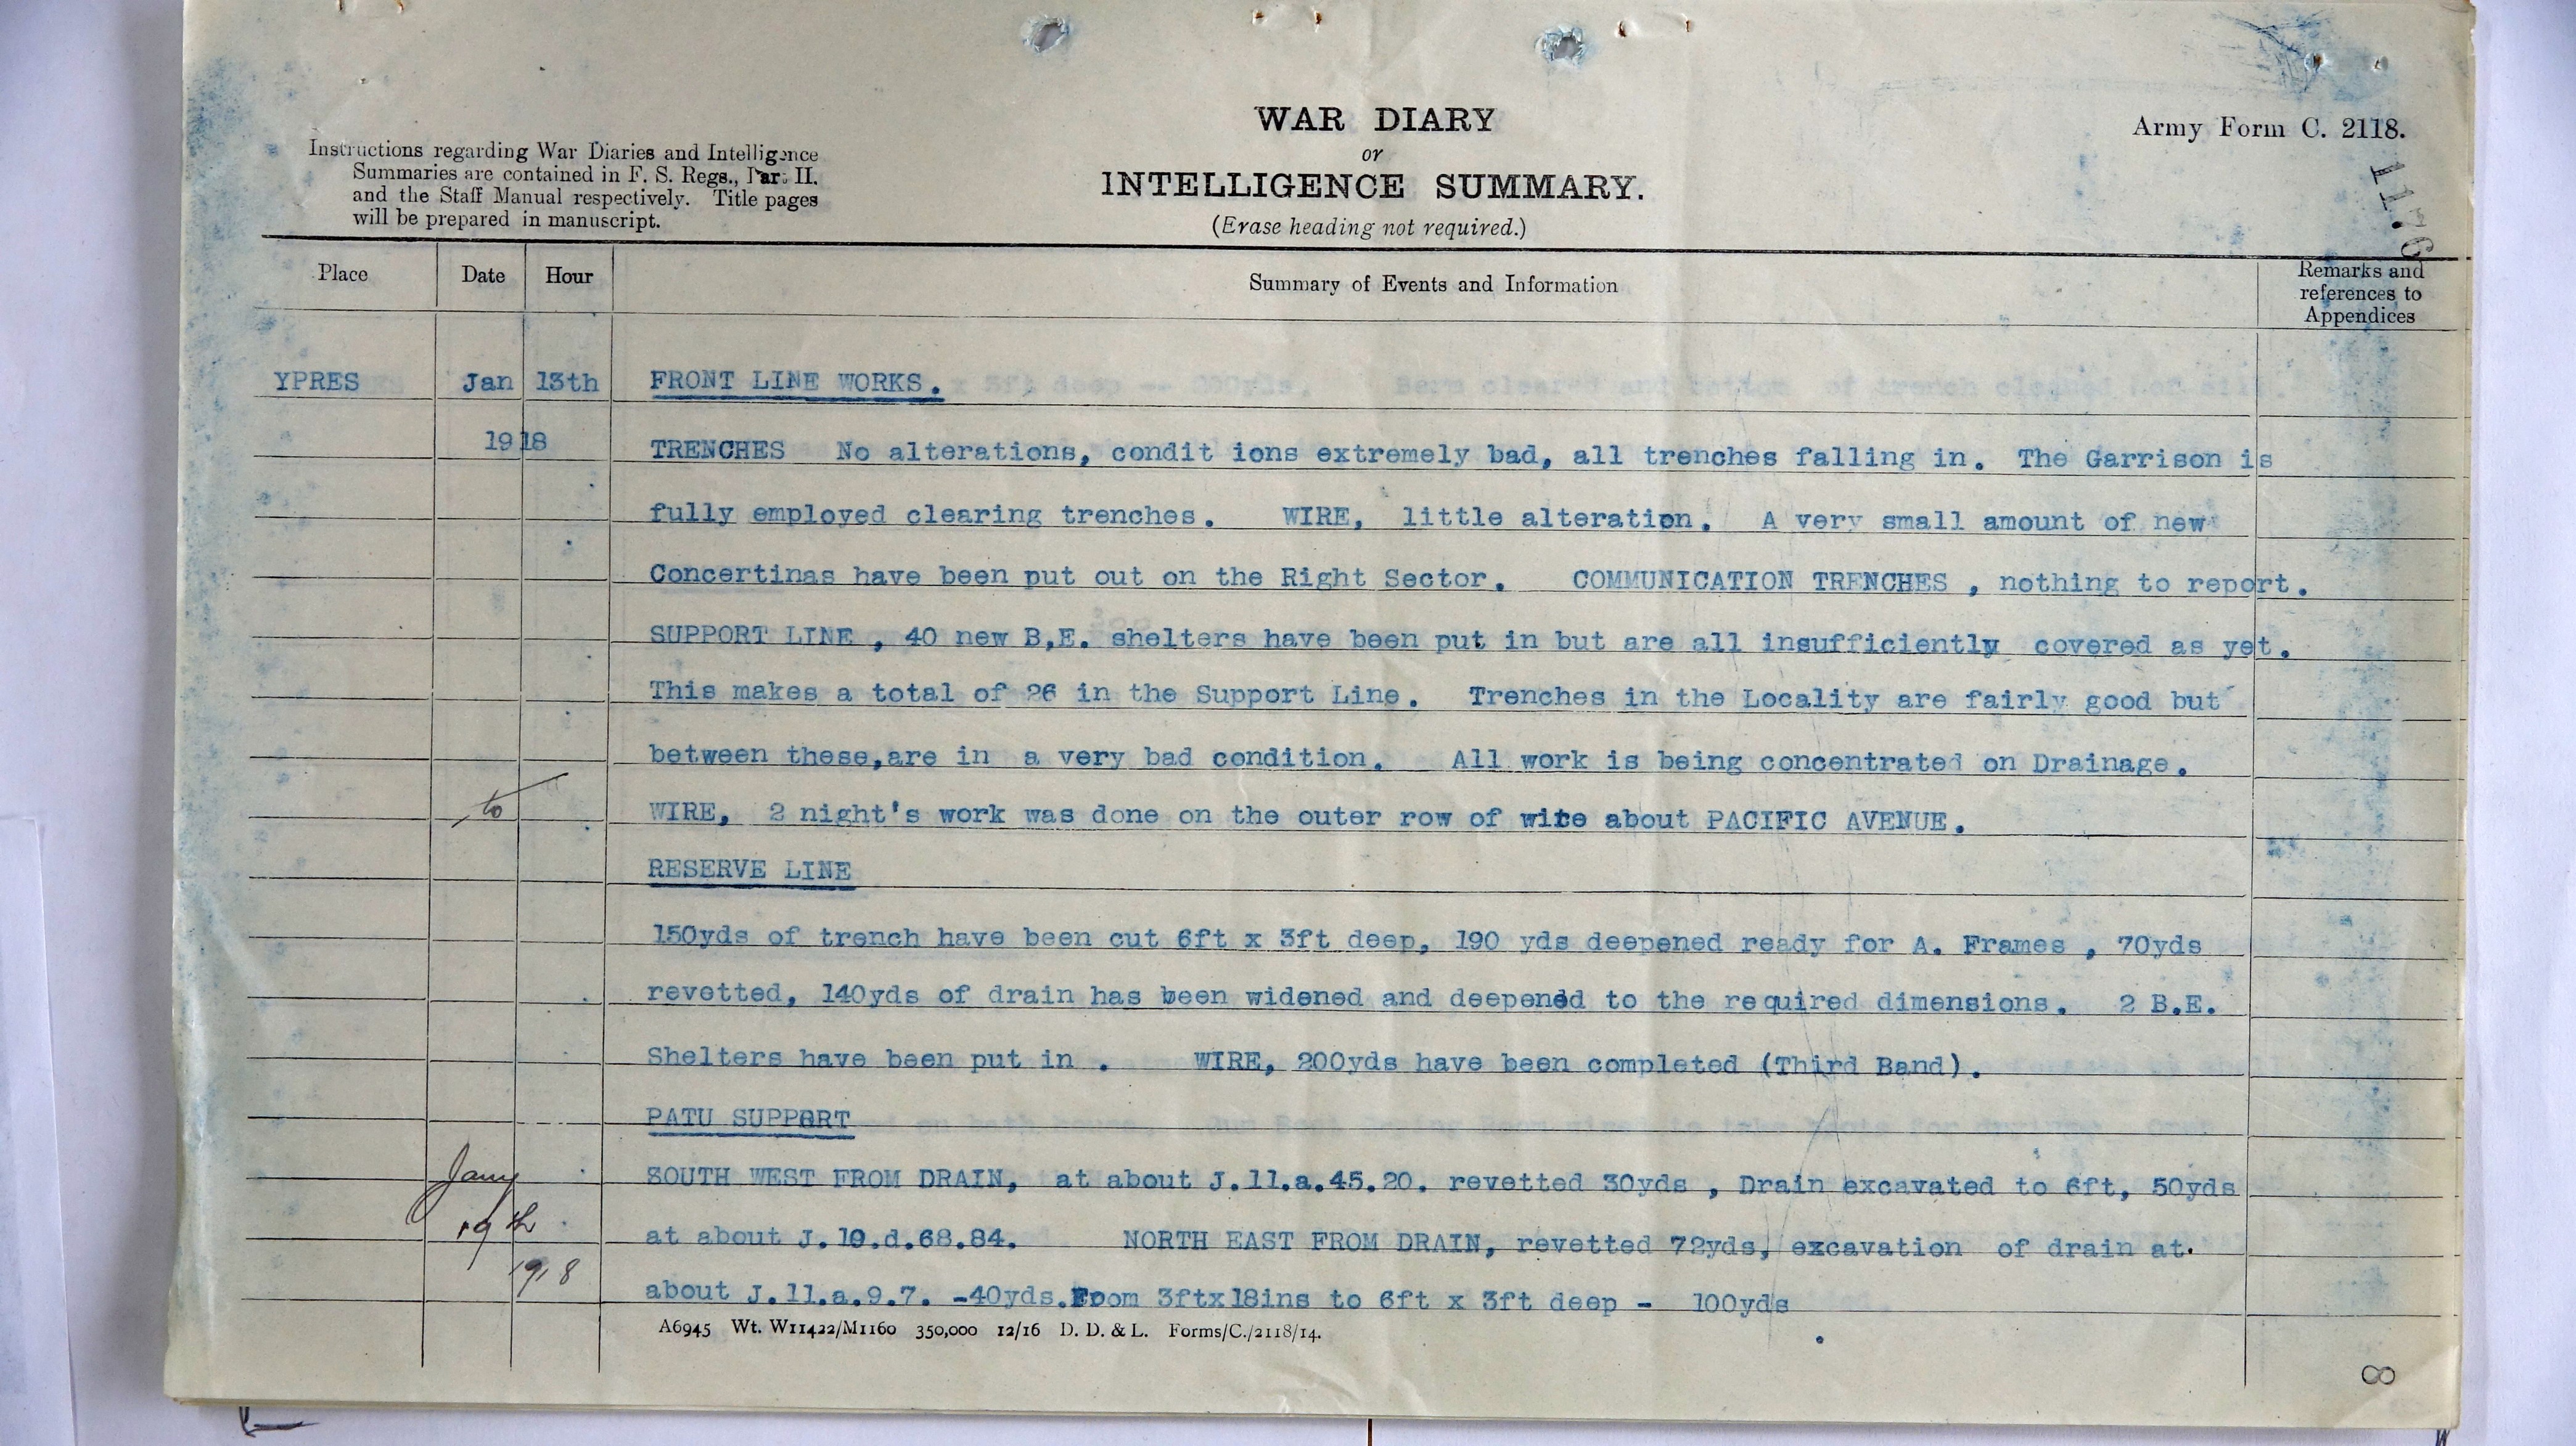 WAR DIARY
or
INTELLIGENCE SUMMARY.
(Erase heading not required.)
Army Form C. 2118.
Instructions regarding War Diaries and Intelligence
Summaries are contained in F. S. Regs., Part II.
and the Staff Manual respectively. Title pages
will be prepared in manuscript.
Place
Date
Hour
Summary of Events and Information
Remarks and
references to
Appendices
YPRES Jan 13th FRONT LINE WORKS.
1918 TRENCHES No alterations, condit ions extremely bad, all trenches falling in. The Garrison is
fully employed clearing trenches. WIRE, little alteration. A very small amount of new
Concertinas have been put out on the Right Sector. COMMUNICATION TRENCHES , nothing to report.
SUPPORT LINE , 40 new B,E. shelters have been put in but are all insufficiently covered as yet.
This makes a total of 26 in the Support Line. Trenches in the Locality are fairly good but
between these,are in a very bad condition. All work is being concentrated on Drainage.
to WIRE, 2 night's work was done on the outer row of wire about PACIFIC AVENUE.
RESERVE LINE
150yds of trench have been cut 6ft x 3ft deep, 190 yds deepened ready for A. Frames , 70yds
revetted, 140yds of drain has been widened and deepened to the required dimensions. 2 B.E.
Shelters have been put in . WIRE, 200yds have been completed (Third Band).
PATU SUPPORT
Jany SOUTH WEST FROM DRAIN, at about J.11.a.45.20. revetted 30yds , Drain excavated to 6ft, 50yds
19th at about J.10.d.68.84. NORTH EAST FROM DRAIN, revetted 72yds, excavation of drain at
1918 about J.11.a.9.7. -40yds.From 3ftx18ins to 6ft x 3ft deep - 100yds
A6945 Wt. W11422/M1160 350,000 12/16 D. D. & L. Forms/C./2118/14.
8